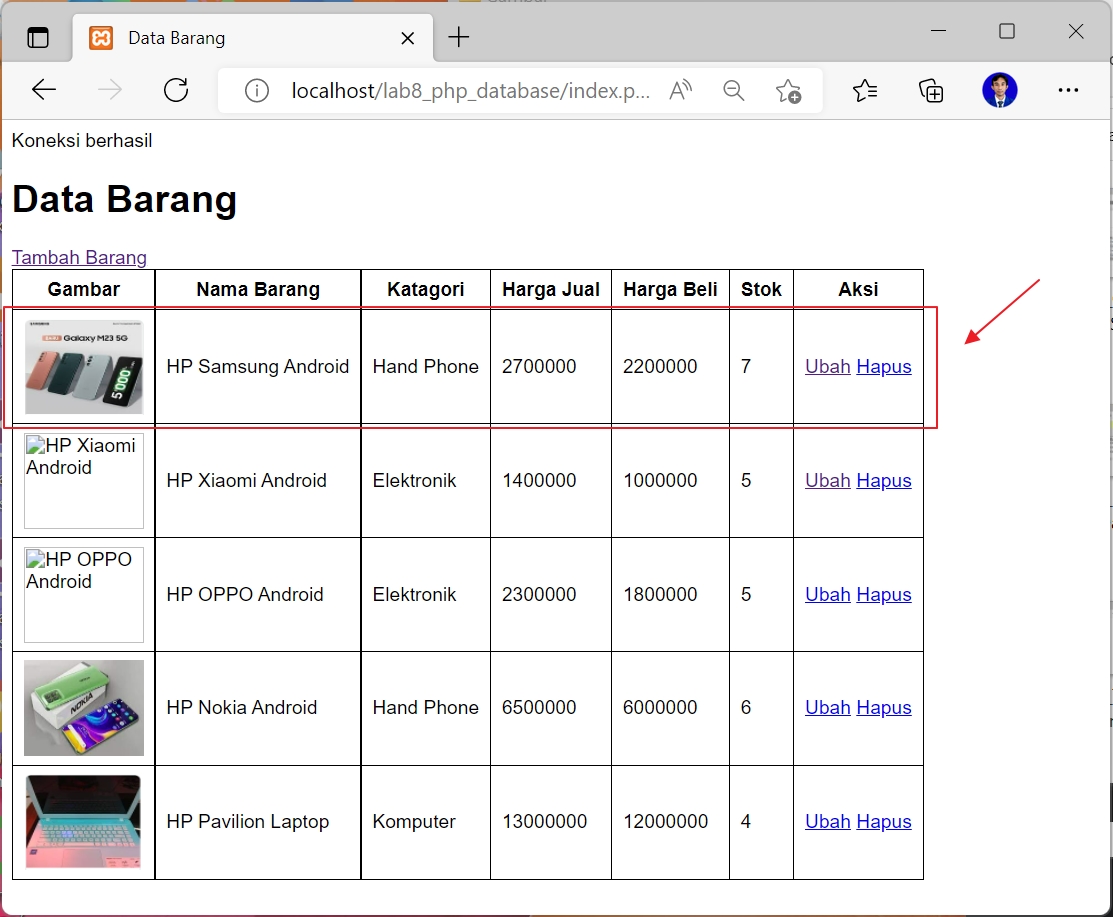 Data Barang
localhost/lab8_php_database/index.p...
Koneksi berhasil
Data Barang
Tambah Barang
Gambar Nama Barang Katagori Harga Jual Harga Beli Stok Aksi
Galaxy M23 5G
HP Samsung Android Hand Phone 2700000 2200000 7 Ubah Hapus
HP Xiaomi
Android
HP Xiaomi Android Elektronik 1400000 1000000 5 Ubah Hapus
HP OPPO
Android
HP OPPO Android Elektronik 2300000 1800000 5 Ubah Hapus
NOKIA
HP Nokia Android Hand Phone 6500000 6000000 6 Ubah Hapus
HP Pavilion Laptop Komputer 13000000 12000000 4 Ubah Hapus